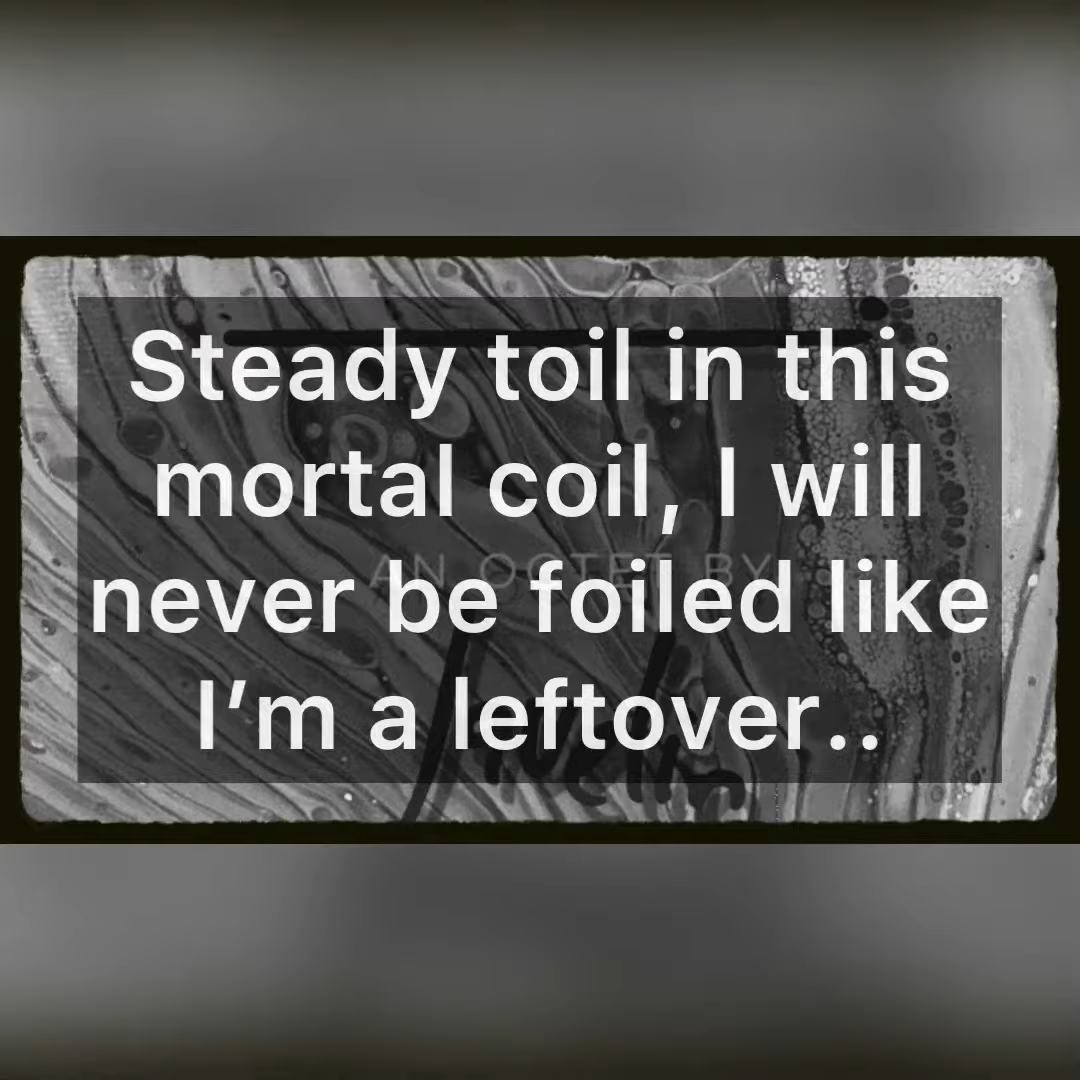 Steady toil in this
mortal coil, I will
never be foiled like
I’m a leftover..
AN OCTET BY